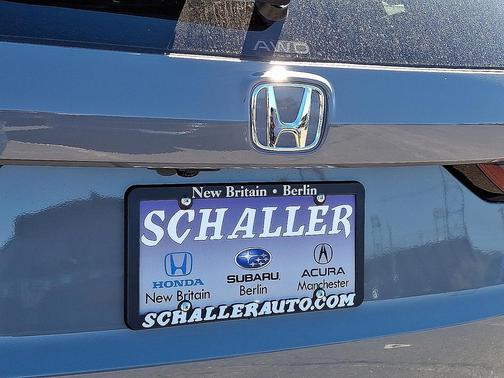 AWD
New Britain • Berlin
SCHALLER
HONDA SUBARU ACURA
New Britain Berlin Manchester
SCHALLERAUTO.COM